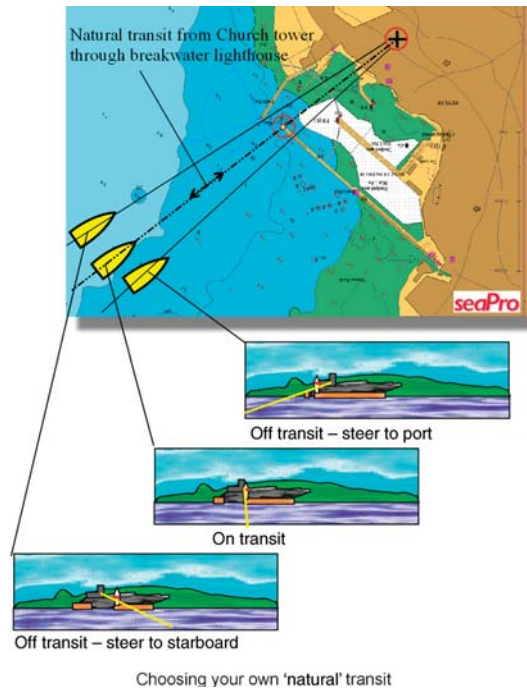 Natural transit from Church tower
through breakwater lighthouse
seaPro
Off transit – steer to port
On transit
Off transit – steer to starboard
Choosing your own ‘natural’ transit